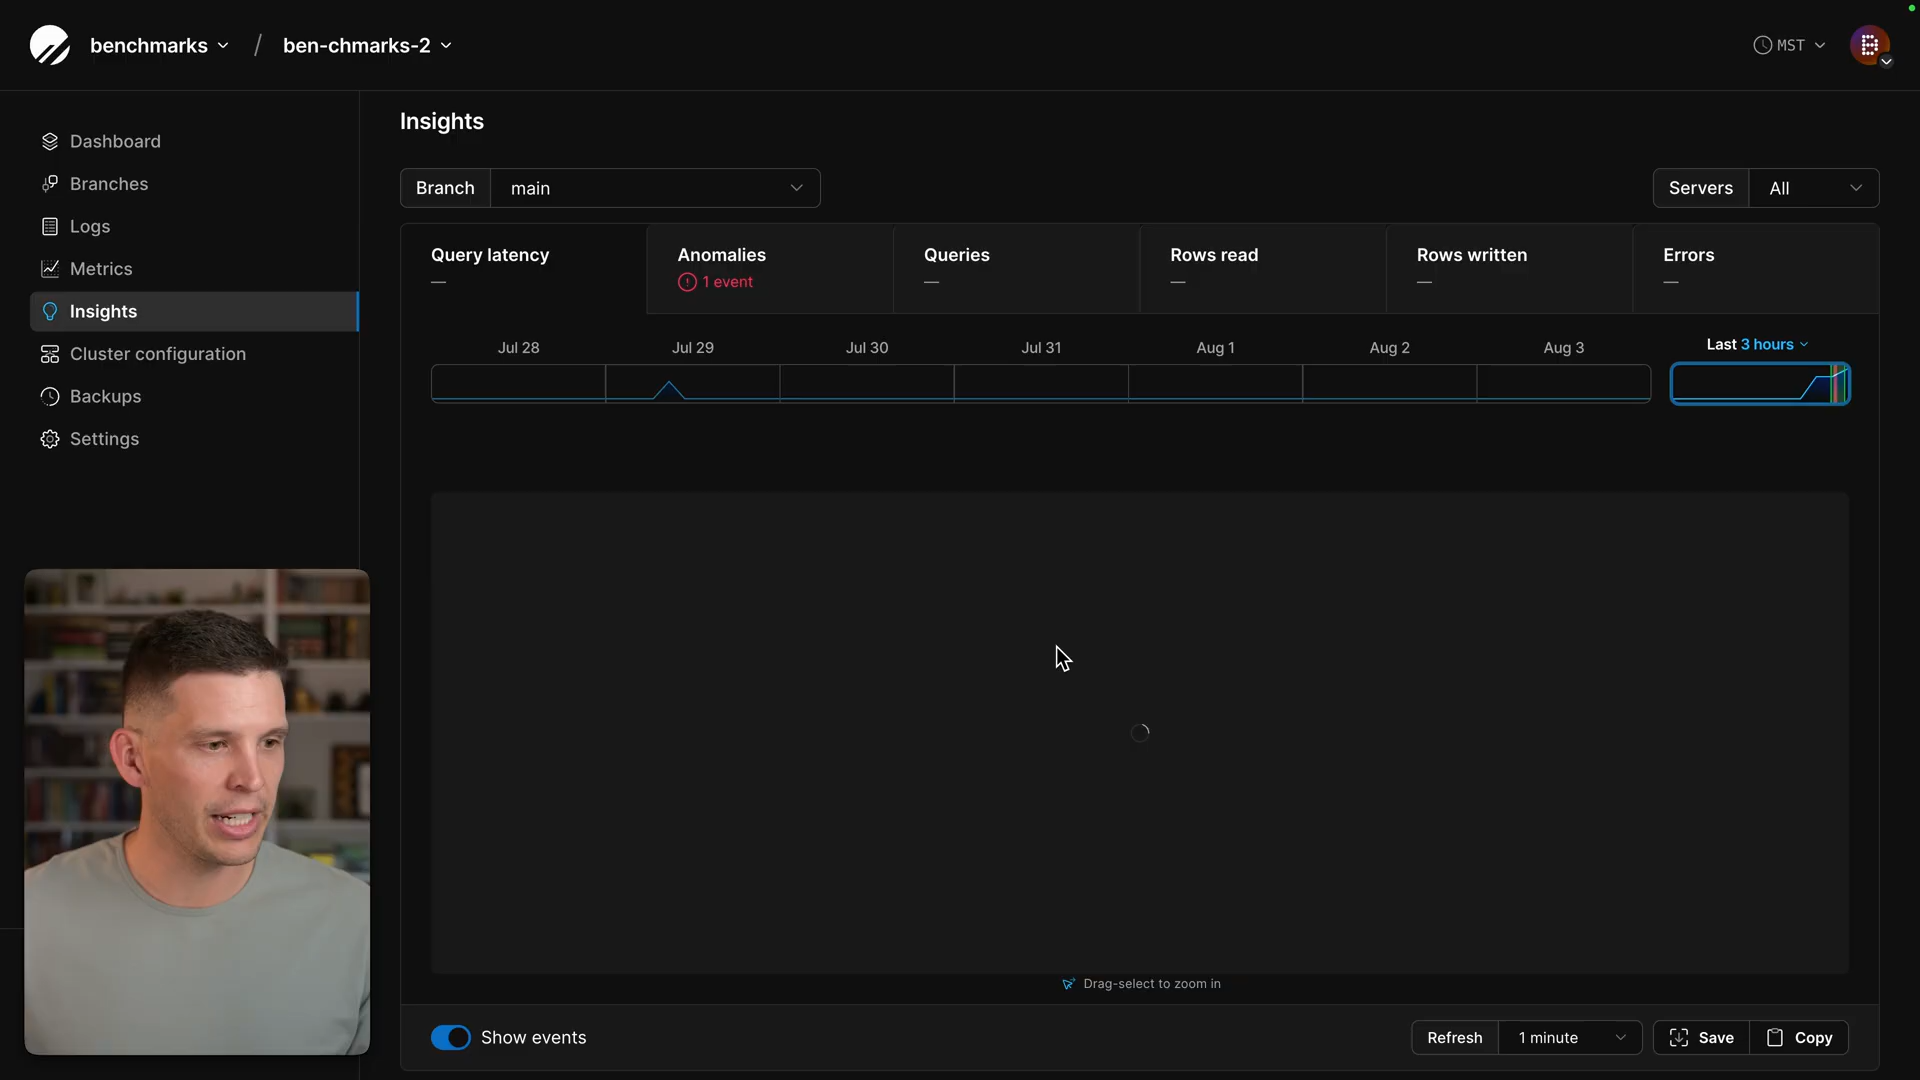 benchmarks / ben-chmarks-2
MST
Dashboard
Branches
Logs
Metrics
Insights
Cluster configuration
Backups
Settings
Insights
Branch main
Servers All
Query latency
—
Anomalies
1 event
Queries
—
Rows read
—
Rows written
—
Errors
—
Jul 28 Jul 29 Jul 30 Jul 31 Aug 1 Aug 2 Aug 3 Last 3 hours
Drag-select to zoom in
Show events
Refresh 1 minute Save Copy